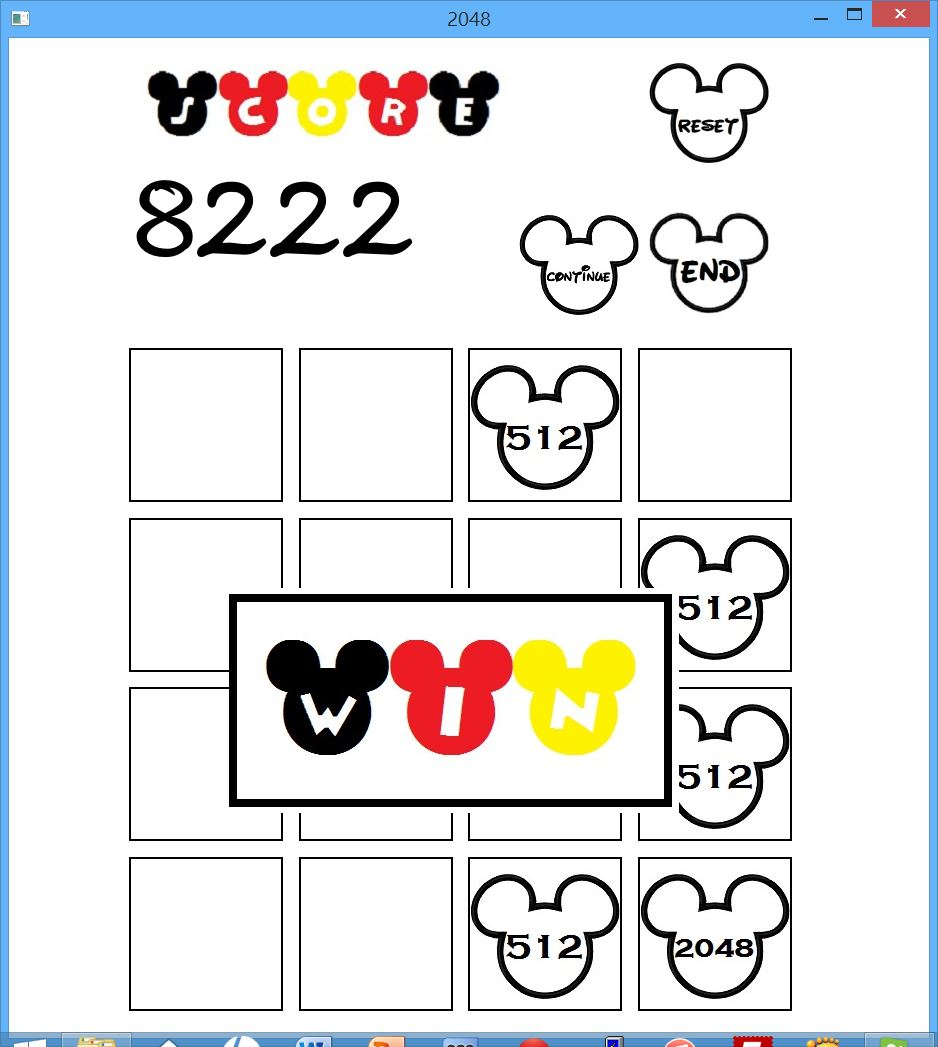 2048
SCORE
RESET
8222
CONTINUE END
512
512
WIN
512
512 2048